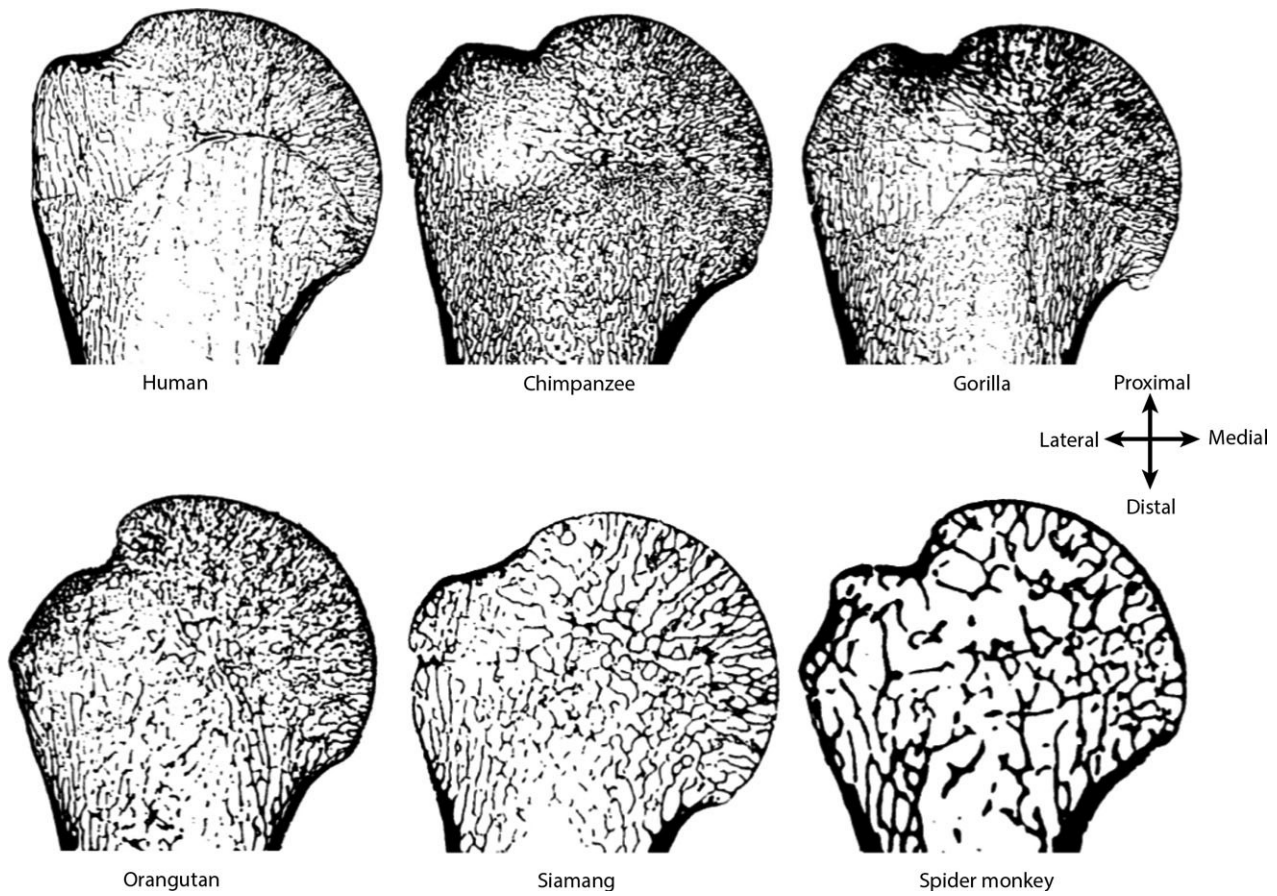 Human
Chimpanzee
Gorilla
Proximal
Lateral
Medial
Distal
Orangutan
Siamang
Spider monkey